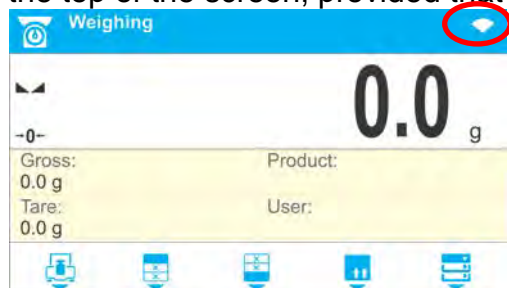 the top of the screen, provided that
Weighing
0.0 g
→0←
Gross: Product:
0.0 g
Tare: User:
0.0 g